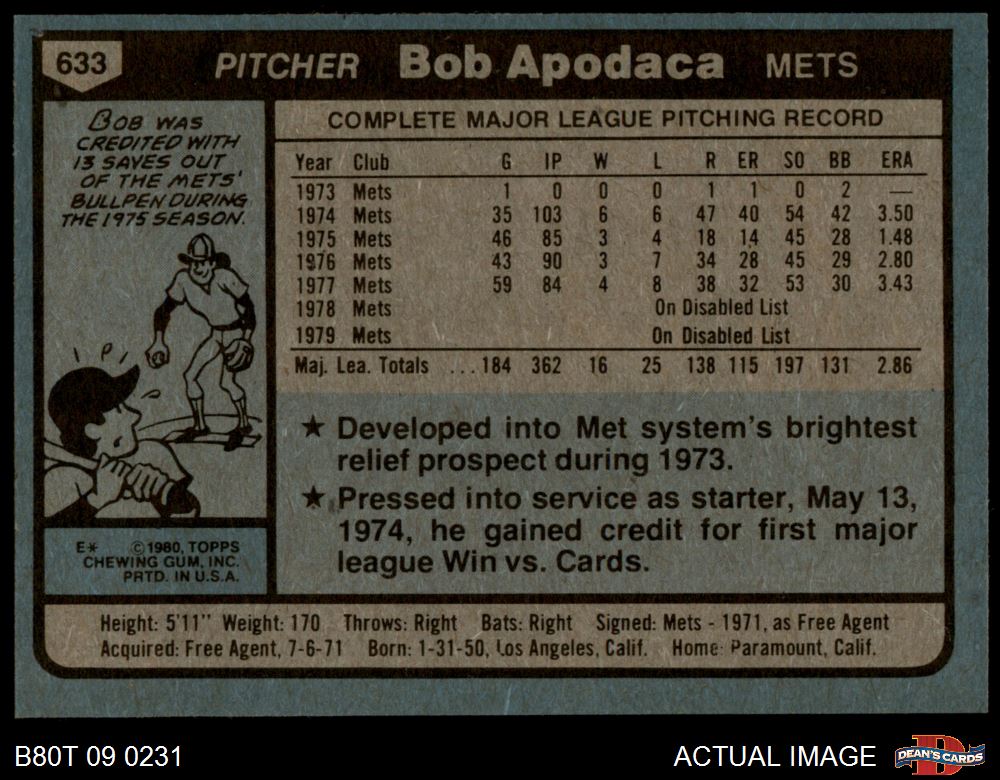 633 PITCHER Bob Apodaca METS
BOB WAS
CREDITED WITH
13 SAVES OUT
OF THE METS'
BULLPEN DURING
THE 1975 SEASON.
COMPLETE MAJOR LEAGUE PITCHING RECORD
Year Club G IP W L R ER SO BB ERA
1973 Mets 1 0 0 0 1 1 0 2 —
1974 Mets 35 103 6 6 47 40 54 42 3.50
1975 Mets 46 85 3 4 18 14 45 28 1.48
1976 Mets 43 90 3 7 34 28 45 29 2.80
1977 Mets 59 84 4 8 38 32 53 30 3.43
1978 Mets On Disabled List
1979 Mets On Disabled List
Maj. Lea. Totals ... 184 362 16 25 138 115 197 131 2.86
★ Developed into Met system's brightest
relief prospect during 1973.
★ Pressed into service as starter, May 13,
1974, he gained credit for first major
league Win vs. Cards.
E* ©1980, TOPPS
CHEWING GUM, INC.
PRTD. IN U.S.A.
Height: 5'11" Weight: 170 Throws: Right Bats: Right Signed: Mets - 1971, as Free Agent
Acquired: Free Agent, 7-6-71 Born: 1-31-50, Los Angeles, Calif. Home: Paramount, Calif.
B80T 09 0231 ACTUAL IMAGE DEAN'S CARDS